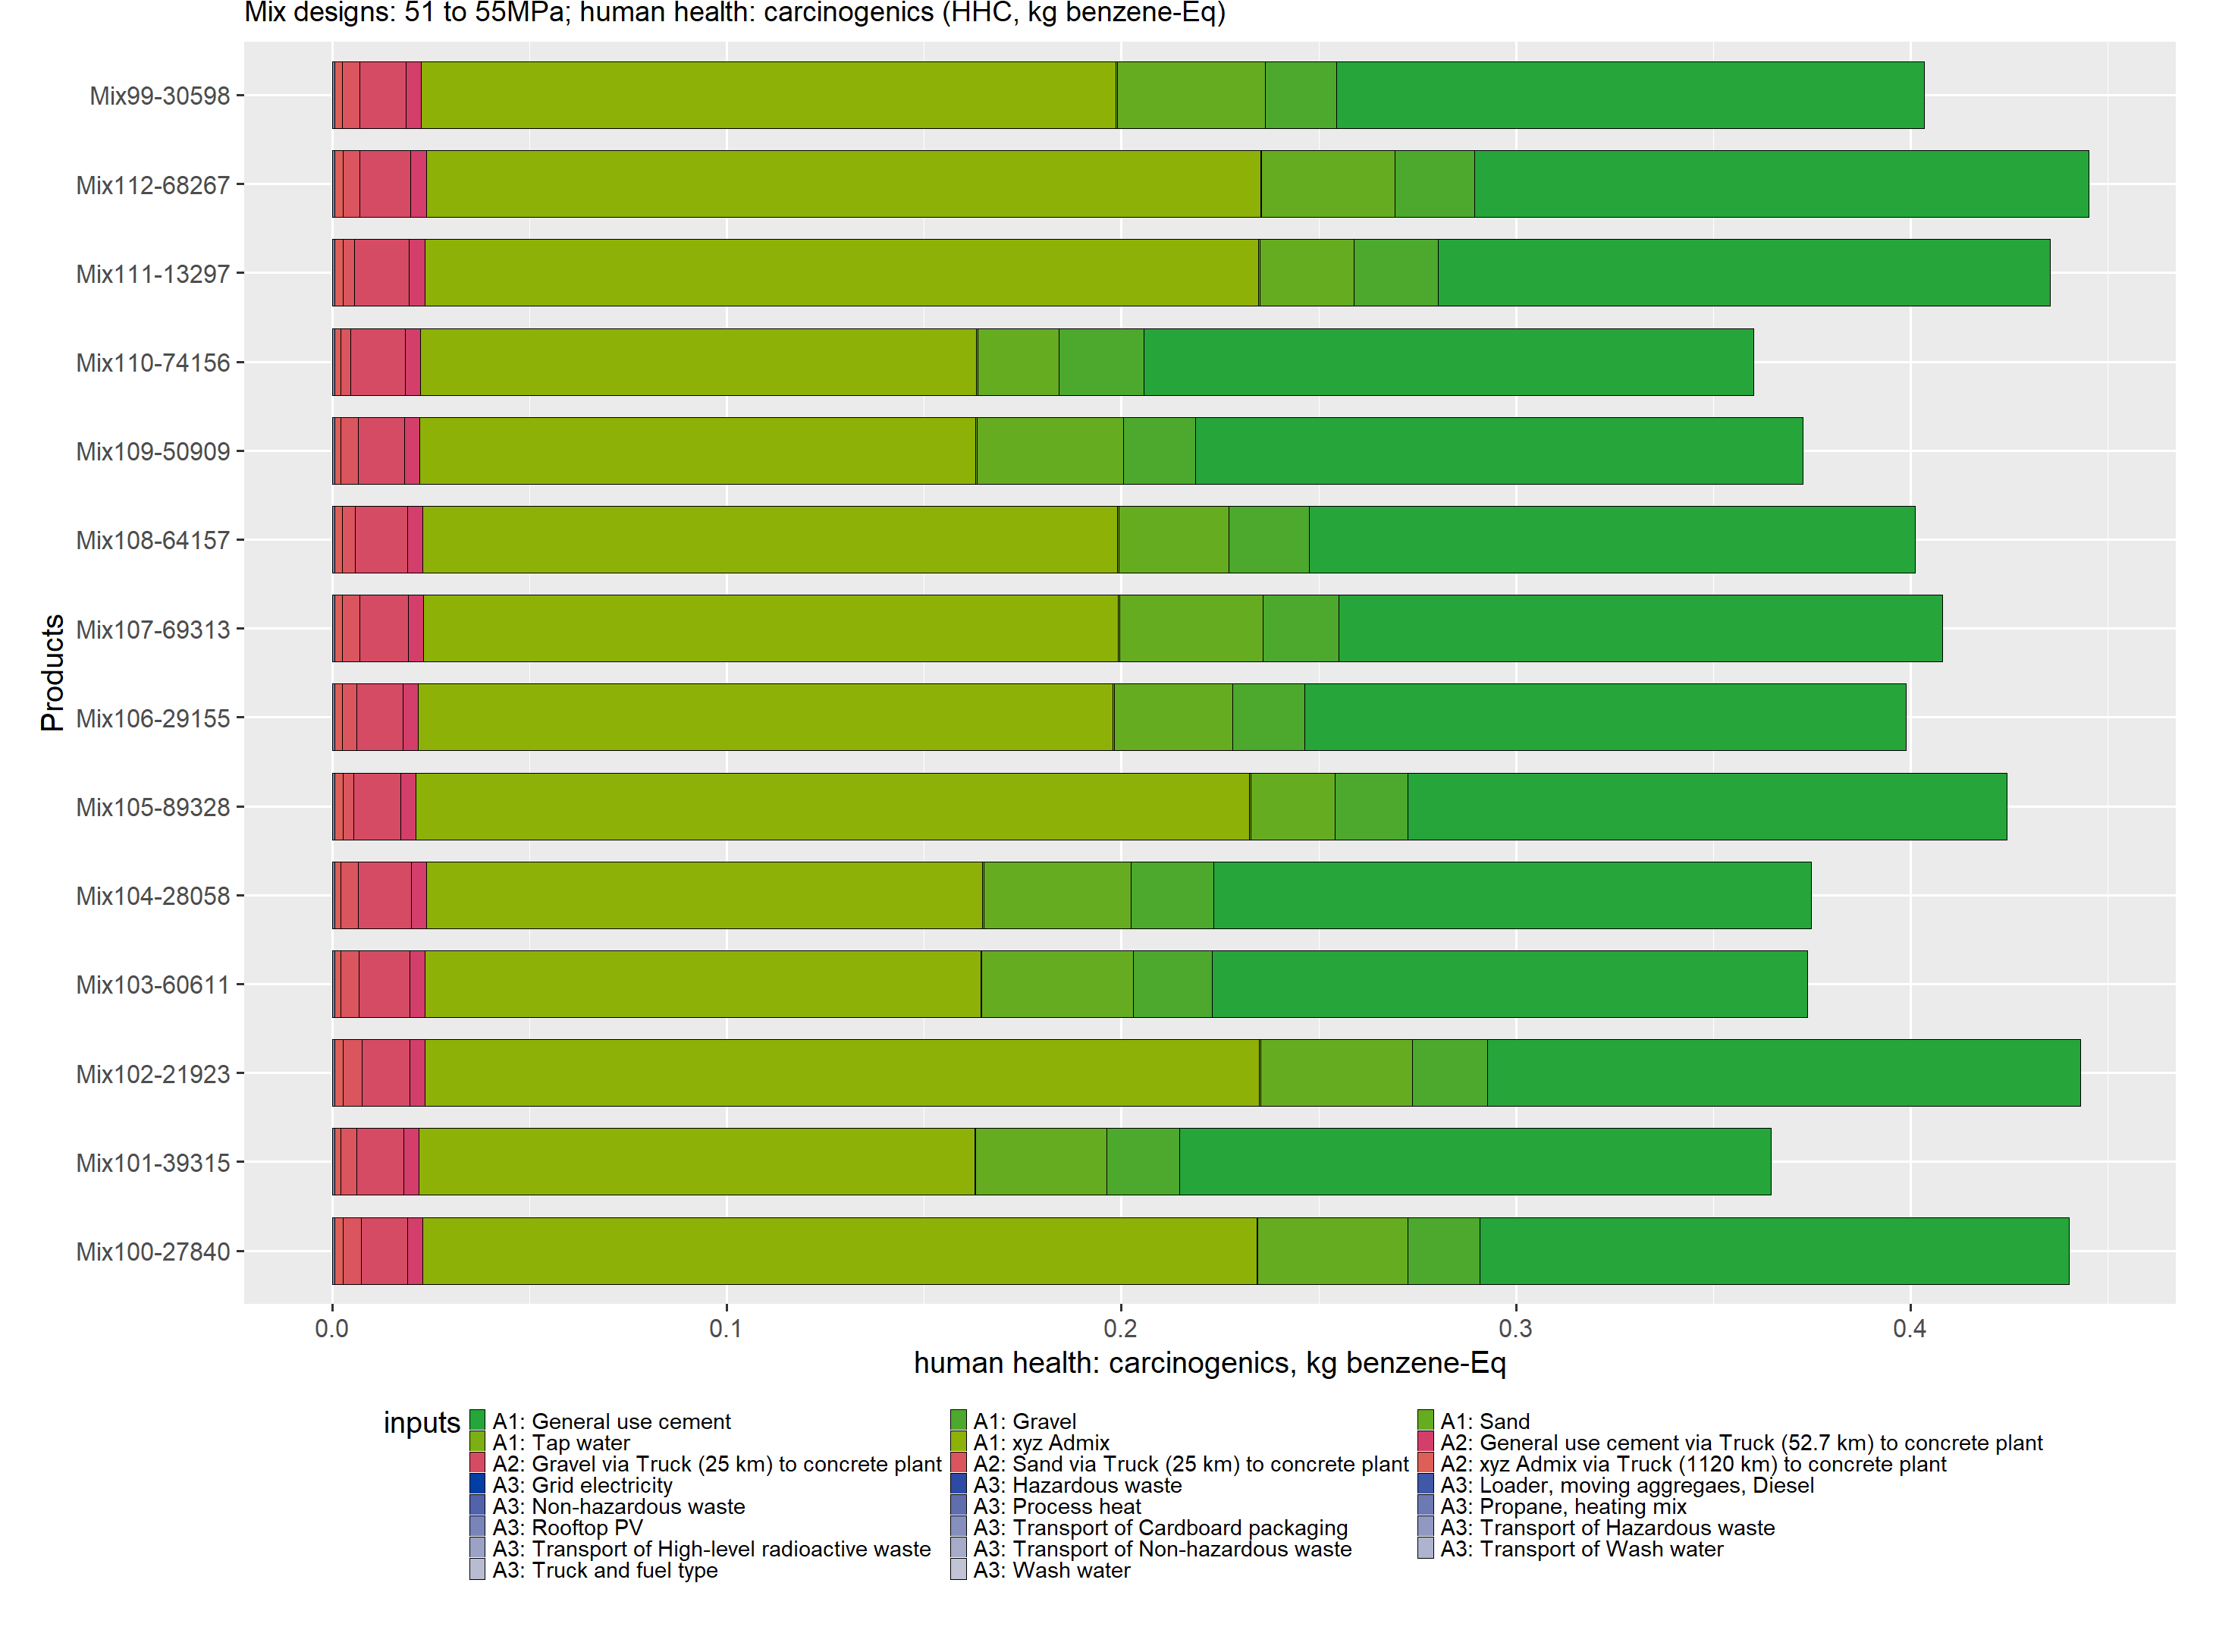 Mix designs: 51 to 55MPa; human health: carcinogenics (HHC, kg benzene-Eq)
Products
Mix99-30598
Mix112-68267
Mix111-13297
Mix110-74156
Mix109-50909
Mix108-64157
Mix107-69313
Mix106-29155
Mix105-89328
Mix104-28058
Mix103-60611
Mix102-21923
Mix101-39315
Mix100-27840
0.0 0.1 0.2 0.3 0.4
human health: carcinogenics, kg benzene-Eq
inputs
A1: General use cement A1: Gravel A1: Sand
A1: Tap water A1: xyz Admix A2: General use cement via Truck (52.7 km) to concrete plant
A2: Gravel via Truck (25 km) to concrete plant A2: Sand via Truck (25 km) to concrete plant A2: xyz Admix via Truck (1120 km) to concrete plant
A3: Grid electricity A3: Hazardous waste A3: Loader, moving aggregaes, Diesel
A3: Non-hazardous waste A3: Process heat A3: Propane, heating mix
A3: Rooftop PV A3: Transport of Cardboard packaging A3: Transport of Hazardous waste
A3: Transport of High-level radioactive waste A3: Transport of Non-hazardous waste A3: Transport of Wash water
A3: Truck and fuel type A3: Wash water